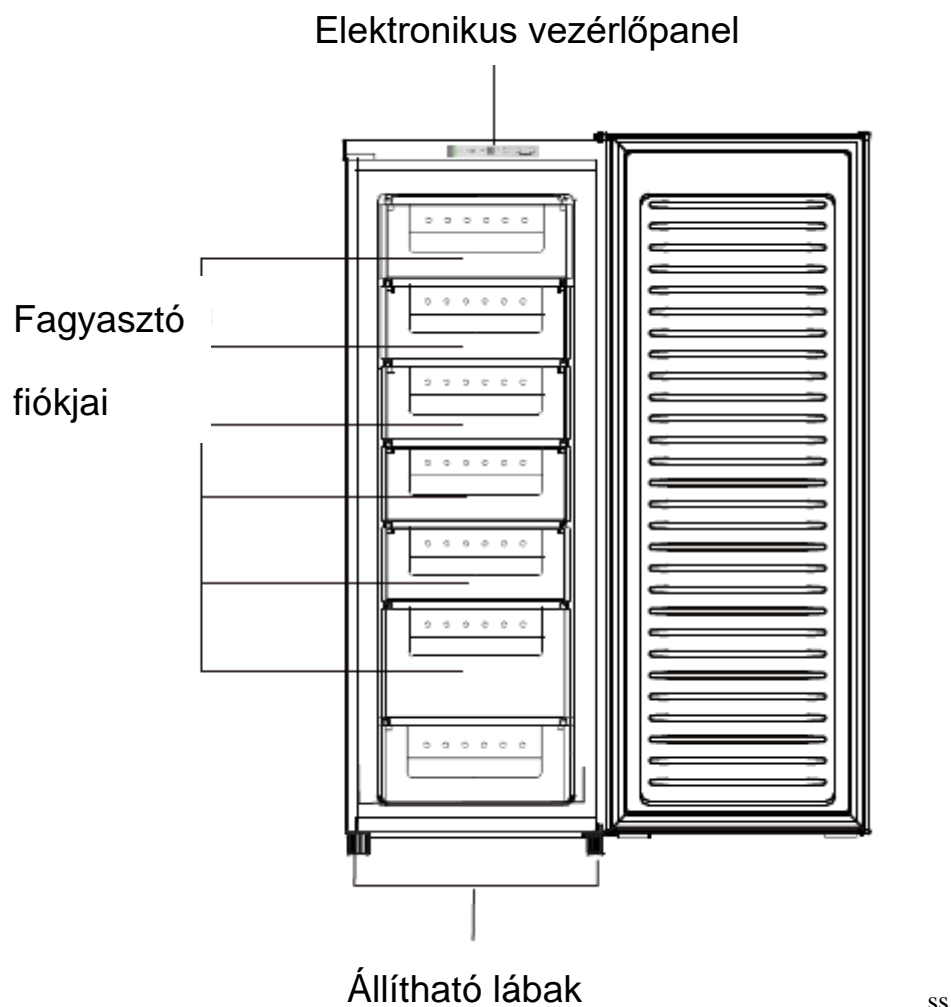 Elektronikus vezérlőpanel
Fagyasztó
fiókjai
Állítható lábak
ss